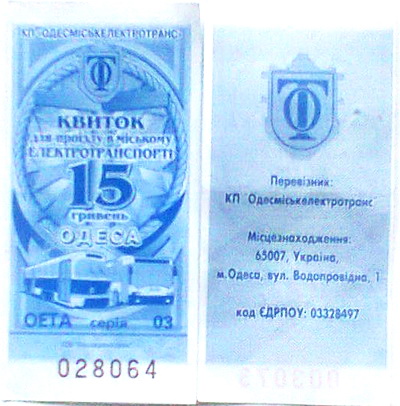 КП "ОДЕСМІСЬКЕЛЕКТРОТРАНС"
КВИТОК
для проїзду в міському
ЕЛЕКТРОТРАНСПОРТІ
15
гривень
ОДЕСА
ОЕТА серія 03
028064
Перевізник:
КП "Одесміськелектротранс"
Місцезнаходження:
65007, Україна,
м.Одеса, вул. Водопровідна, 1
код ЄДРПОУ: 03328497